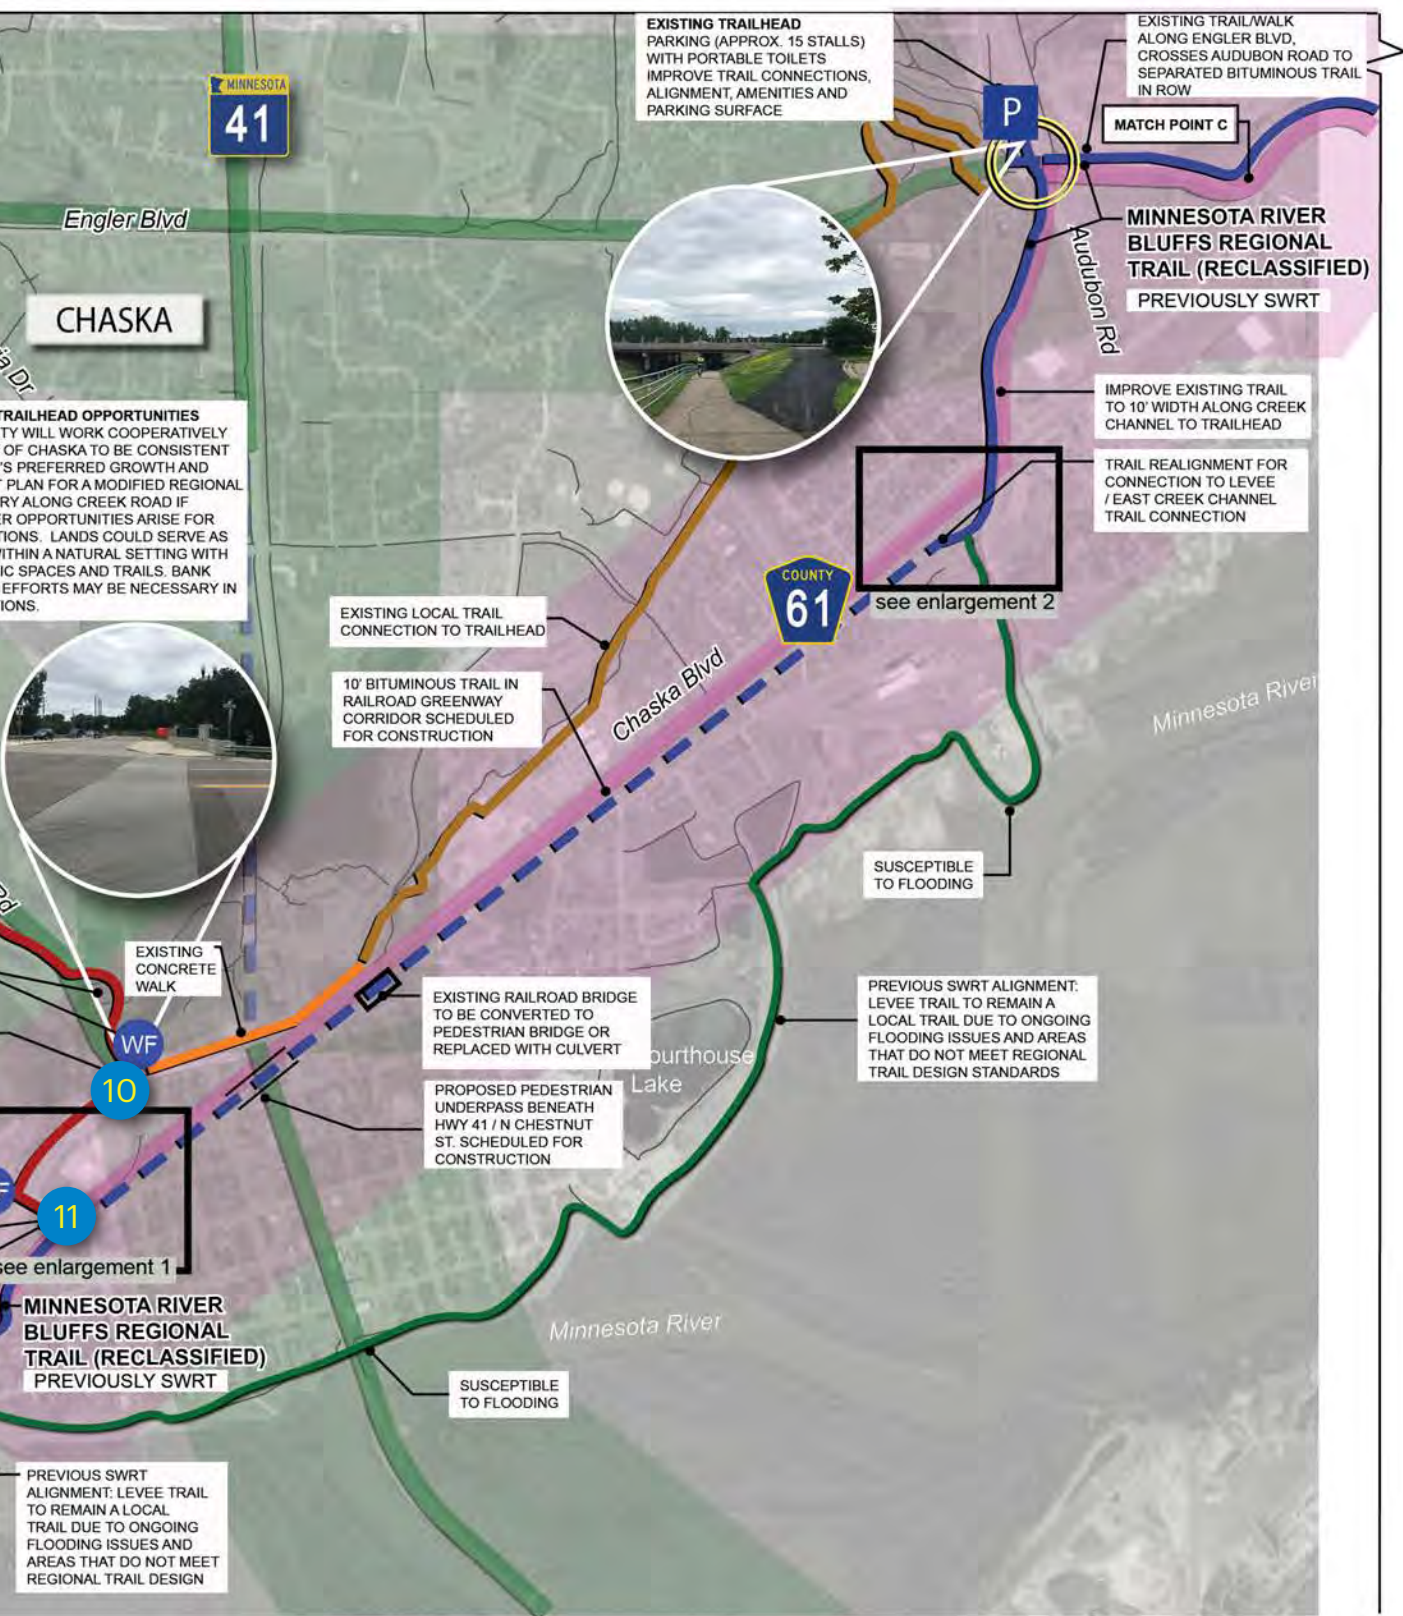 EXISTING TRAILHEAD
PARKING (APPROX. 15 STALLS)
WITH PORTABLE TOILETS
IMPROVE TRAIL CONNECTIONS,
ALIGNMENT, AMENITIES AND
PARKING SURFACE
EXISTING TRAIL/WALK
ALONG ENGLER BLVD,
CROSSES AUDUBON ROAD TO
SEPARATED BITUMINOUS TRAIL
IN ROW
MINNESOTA
41
P
MATCH POINT C
Engler Blvd
MINNESOTA RIVER
BLUFFS REGIONAL
TRAIL (RECLASSIFIED)
PREVIOUSLY SWRT
Audubon Rd
CHASKA
Dr
IMPROVE EXISTING TRAIL
TO 10' WIDTH ALONG CREEK
CHANNEL TO TRAILHEAD
TRAILHEAD OPPORTUNITIES
TY WILL WORK COOPERATIVELY
OF CHASKA TO BE CONSISTENT
'S PREFERRED GROWTH AND
T PLAN FOR A MODIFIED REGIONAL
RY ALONG CREEK ROAD IF
ER OPPORTUNITIES ARISE FOR
TIONS. LANDS COULD SERVE AS
WITHIN A NATURAL SETTING WITH
IC SPACES AND TRAILS. BANK
EFFORTS MAY BE NECESSARY IN
IONS.
TRAIL REALIGNMENT FOR
CONNECTION TO LEVEE
/ EAST CREEK CHANNEL
TRAIL CONNECTION
COUNTY
61
see enlargement 2
EXISTING LOCAL TRAIL
CONNECTION TO TRAILHEAD
10' BITUMINOUS TRAIL IN
RAILROAD GREENWAY
CORRIDOR SCHEDULED
FOR CONSTRUCTION
Chaska Blvd
Minnesota River
SUSCEPTIBLE
TO FLOODING
Rd
EXISTING
CONCRETE
WALK
EXISTING RAILROAD BRIDGE
TO BE CONVERTED TO
PEDESTRIAN BRIDGE OR
REPLACED WITH CULVERT
PREVIOUS SWRT ALIGNMENT:
LEVEE TRAIL TO REMAIN A
LOCAL TRAIL DUE TO ONGOING
FLOODING ISSUES AND AREAS
THAT DO NOT MEET REGIONAL
TRAIL DESIGN STANDARDS
WF
10
ourthouse
Lake
PROPOSED PEDESTRIAN
UNDERPASS BENEATH
HWY 41 / N CHESTNUT
ST. SCHEDULED FOR
CONSTRUCTION
F
11
see enlargement 1
MINNESOTA RIVER
BLUFFS REGIONAL
TRAIL (RECLASSIFIED)
PREVIOUSLY SWRT
Minnesota River
SUSCEPTIBLE
TO FLOODING
PREVIOUS SWRT
ALIGNMENT: LEVEE TRAIL
TO REMAIN A LOCAL
TRAIL DUE TO ONGOING
FLOODING ISSUES AND
AREAS THAT DO NOT MEET
REGIONAL TRAIL DESIGN